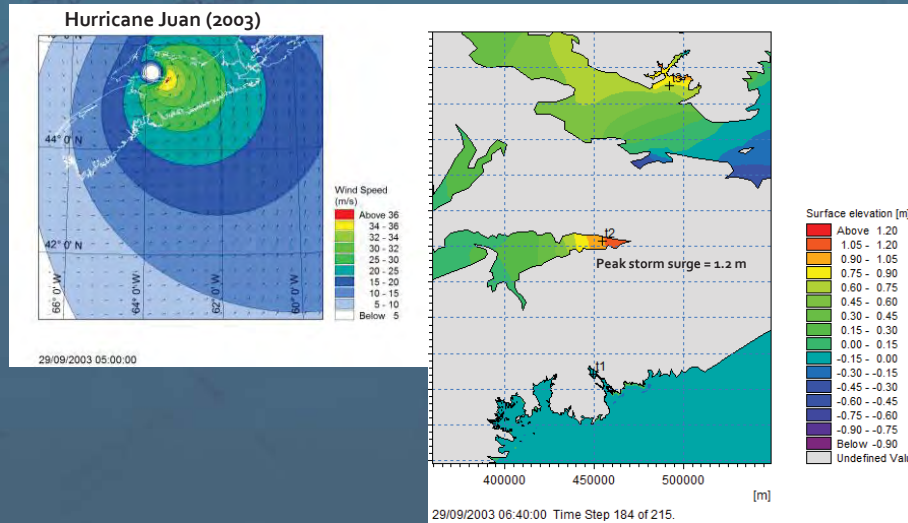 Hurricane Juan (2003)
44° 0' N
42° 0' N
66° 0' W
64° 0' W
62° 0' W
60° 0' W
Wind Speed
(m/s)
Above 36
34 - 36
32 - 34
30 - 32
25 - 30
20 - 25
15 - 20
10 - 15
5 - 10
Below 5
29/09/2003 05:00:00
t2
Peak storm surge = 1.2 m
t1
400000
450000
500000
[m]
29/09/2003 06:40:00 Time Step 184 of 215.
Surface elevation [m]
Above 1.20
1.05 - 1.20
0.90 - 1.05
0.75 - 0.90
0.60 - 0.75
0.45 - 0.60
0.30 - 0.45
0.15 - 0.30
0.00 - 0.15
-0.15 - 0.00
-0.30 - -0.15
-0.45 - -0.30
-0.60 - -0.45
-0.75 - -0.60
-0.90 - -0.75
Below -0.90
Undefined Valu